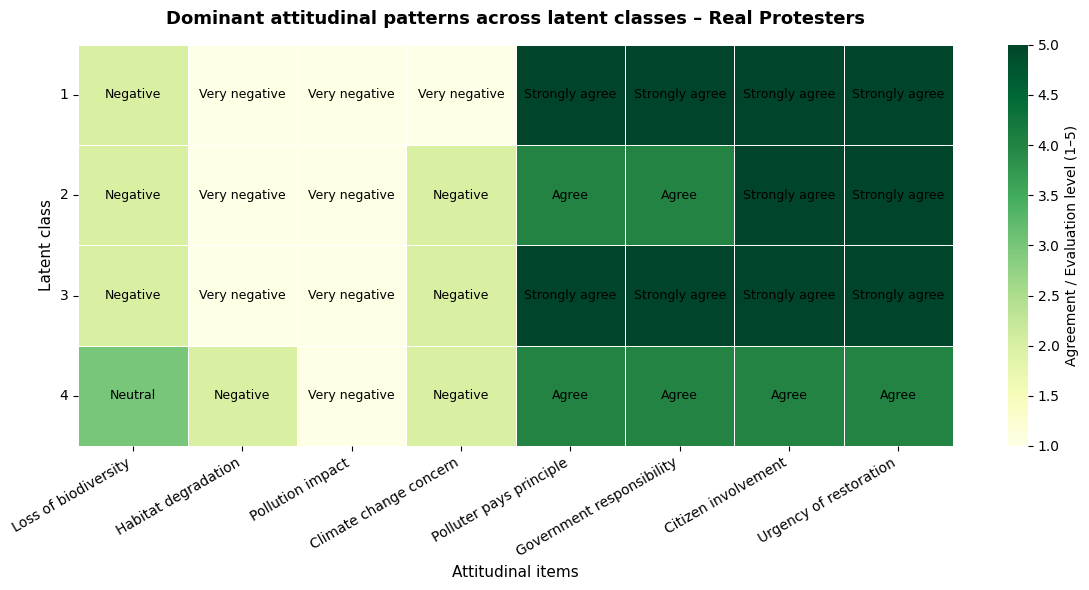 Dominant attitudinal patterns across latent classes – Real Protesters
Latent class
1
Negative Very negative Very negative Very negative Strongly agree Strongly agree Strongly agree Strongly agree
2
Negative Very negative Very negative Negative Agree Agree Strongly agree Strongly agree
3
Negative Very negative Very negative Negative Strongly agree Strongly agree Strongly agree Strongly agree
4
Neutral Negative Very negative Negative Agree Agree Agree Agree
Loss of biodiversity
Habitat degradation
Pollution impact
Climate change concern
Polluter pays principle
Government responsibility
Citizen involvement
Urgency of restoration
Attitudinal items
5.0
4.5
4.0
3.5
3.0
2.5
2.0
1.5
1.0
Agreement / Evaluation level (1–5)